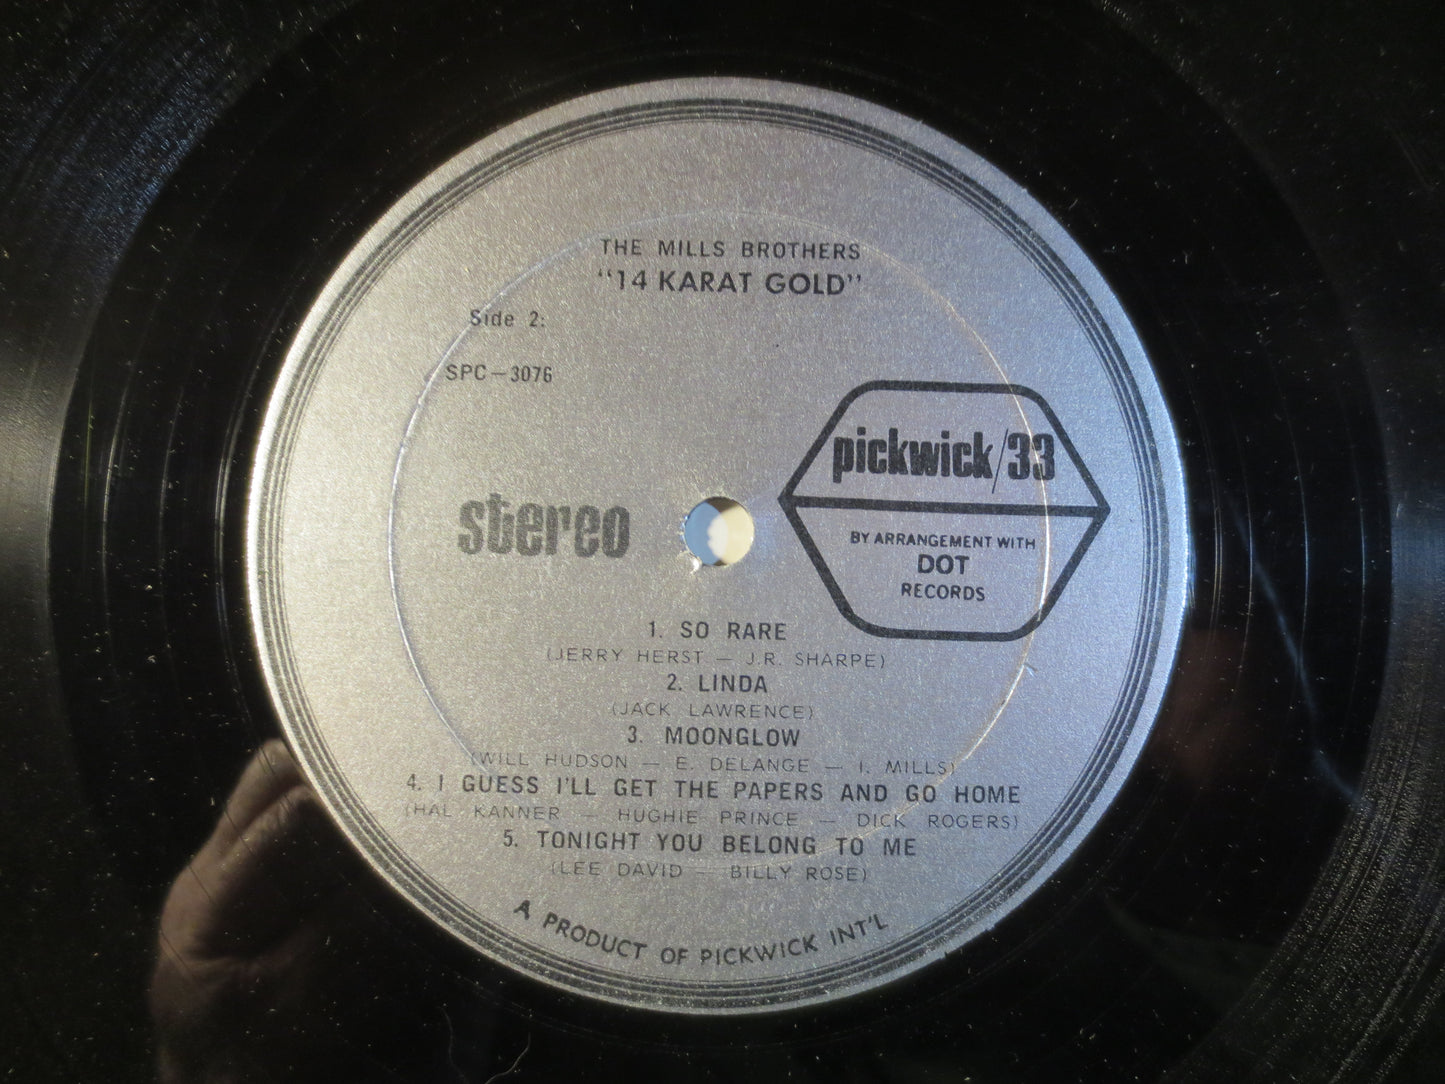 THE MILLS BROTHERS
"14 KARAT GOLD"
Side 2:
SPC—3076
pickwick/33
BY ARRANGEMENT WITH
DOT
RECORDS
stereo
1. SO RARE
(JERRY HERST — J.R. SHARPE)
2. LINDA
(JACK LAWRENCE)
3. MOONGLOW
(WILL HUDSON — E. DELANGE — I. MILLS)
4. I GUESS I'LL GET THE PAPERS AND GO HOME
(HAL KANNER — HUGHIE PRINCE — DICK ROGERS)
5. TONIGHT YOU BELONG TO ME
(LEE DAVID — BILLY ROSE)
A PRODUCT OF PICKWICK INT'L